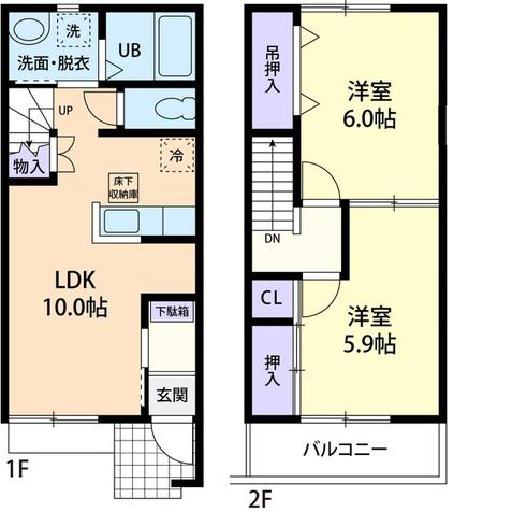 洗
洗面・脱衣
UB
UP
物入
冷
床下
収納庫
LDK
10.0帖
下駄箱
玄関
1F
吊押入
洋室
6.0帖
DN
CL
洋室
5.9帖
押入
バルコニー
2F